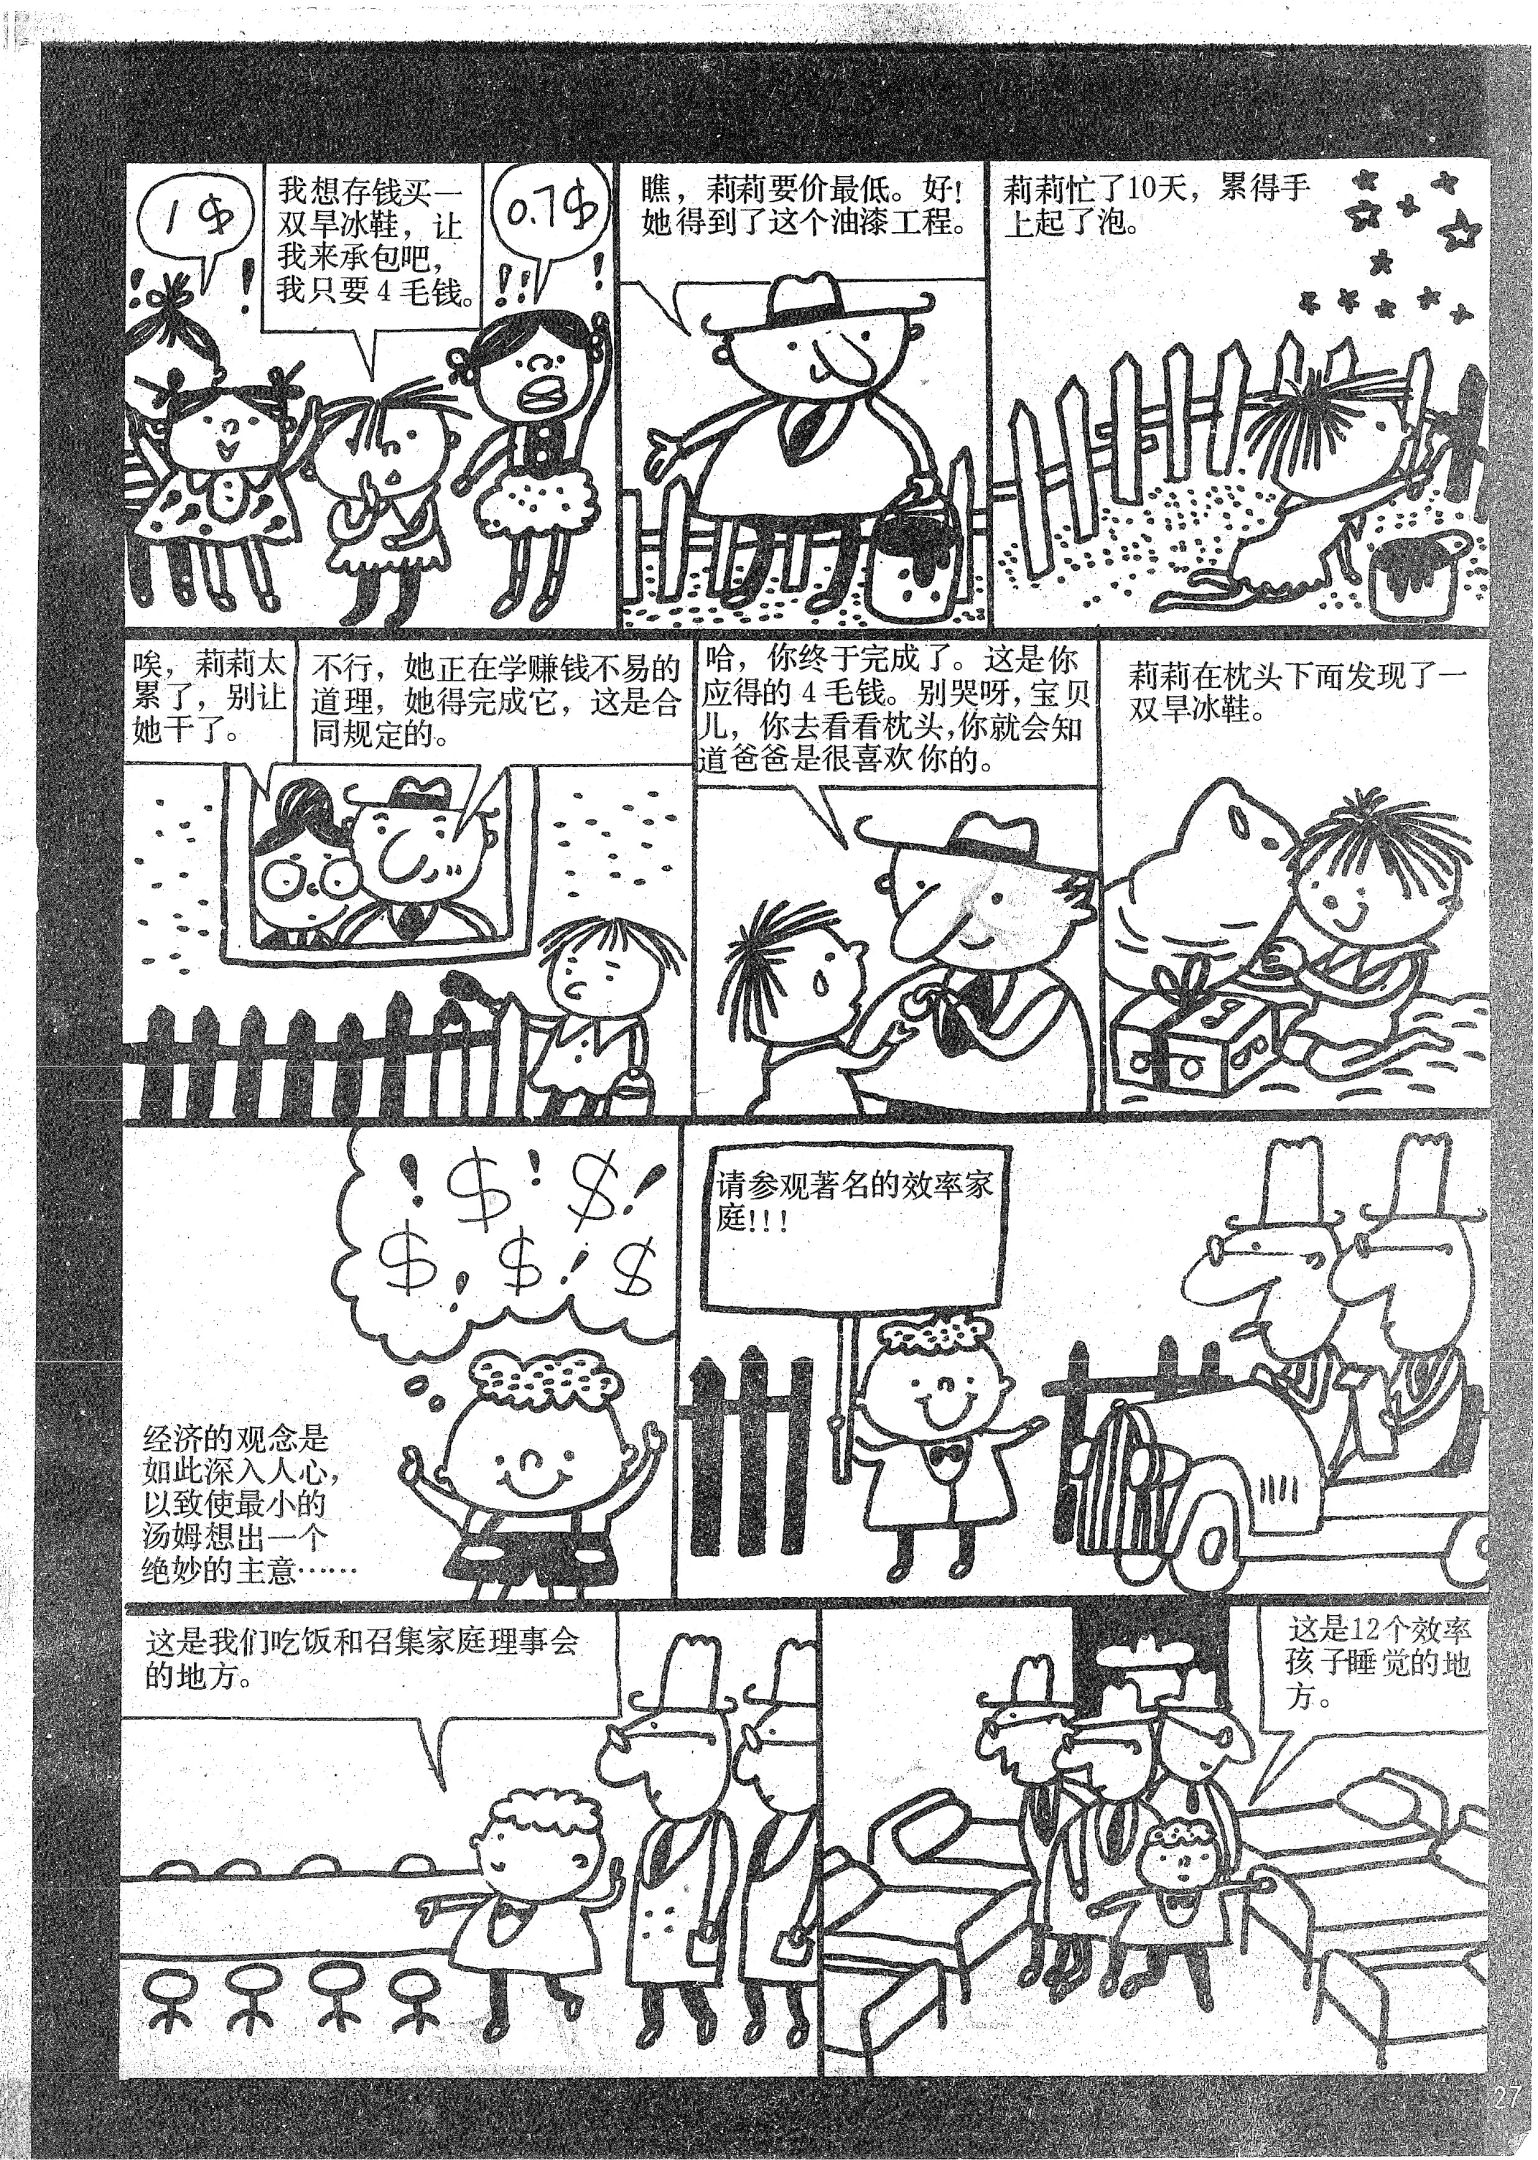 1$
我想存钱买一
双旱冰鞋，让
我来承包吧，
我只要4毛钱。
0.7$
!
!
!!!
!
瞧，莉莉要价最低。好!
她得到了这个油漆工程。
莉莉忙了10天，累得手
上起了泡。
唉，莉莉太
累了，别让
她干了。
不行，她正在学赚钱不易的
道理，她得完成它，这是合
同规定的。
哈，你终于完成了。这是你
应得的4毛钱。别哭呀，宝贝
儿，你去看看枕头，你就会知
道爸爸是很喜欢你的。
莉莉在枕头下面发现了一
双旱冰鞋。
! $ ! $ !
$ ! $ ! $
经济的观念是
如此深入人心，
以致使最小的
汤姆想出一个
绝妙的主意……
请参观著名的效率家
庭!!!
这是我们吃饭和召集家庭理事会
的地方。
这是12个效率
孩子睡觉的地
方。
27